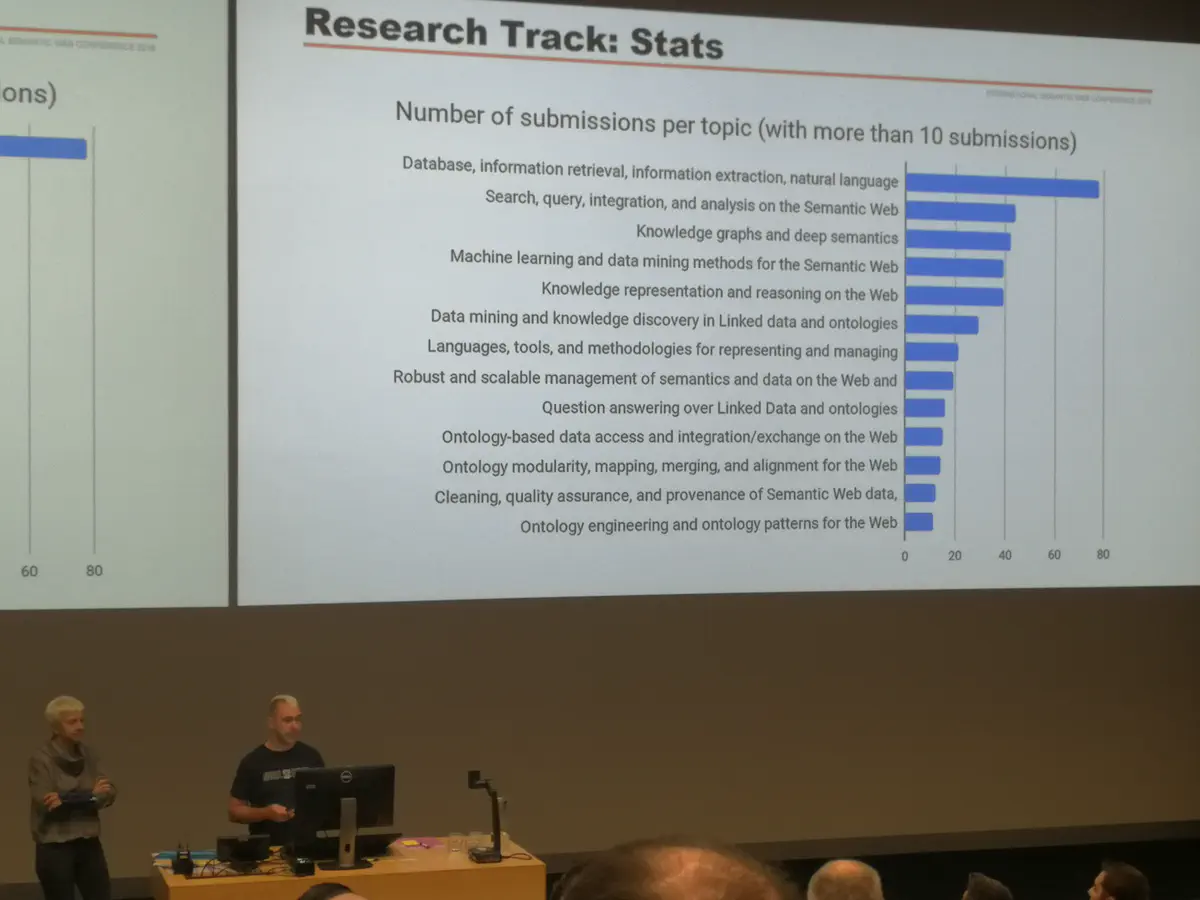 Research Track: Stats
INTERNATIONAL SEMANTIC WEB CONFERENCE 2019
Number of submissions per topic (with more than 10 submissions)
Database, information retrieval, information extraction, natural language
Search, query, integration, and analysis on the Semantic Web
Knowledge graphs and deep semantics
Machine learning and data mining methods for the Semantic Web
Knowledge representation and reasoning on the Web
Data mining and knowledge discovery in Linked data and ontologies
Languages, tools, and methodologies for representing and managing
Robust and scalable management of semantics and data on the Web and
Question answering over Linked Data and ontologies
Ontology-based data access and integration/exchange on the Web
Ontology modularity, mapping, merging, and alignment for the Web
Cleaning, quality assurance, and provenance of Semantic Web data,
Ontology engineering and ontology patterns for the Web
0 20 40 60 80
SEMANTIC WEB CONFERENCE 2019
ons)
60 80
DELL